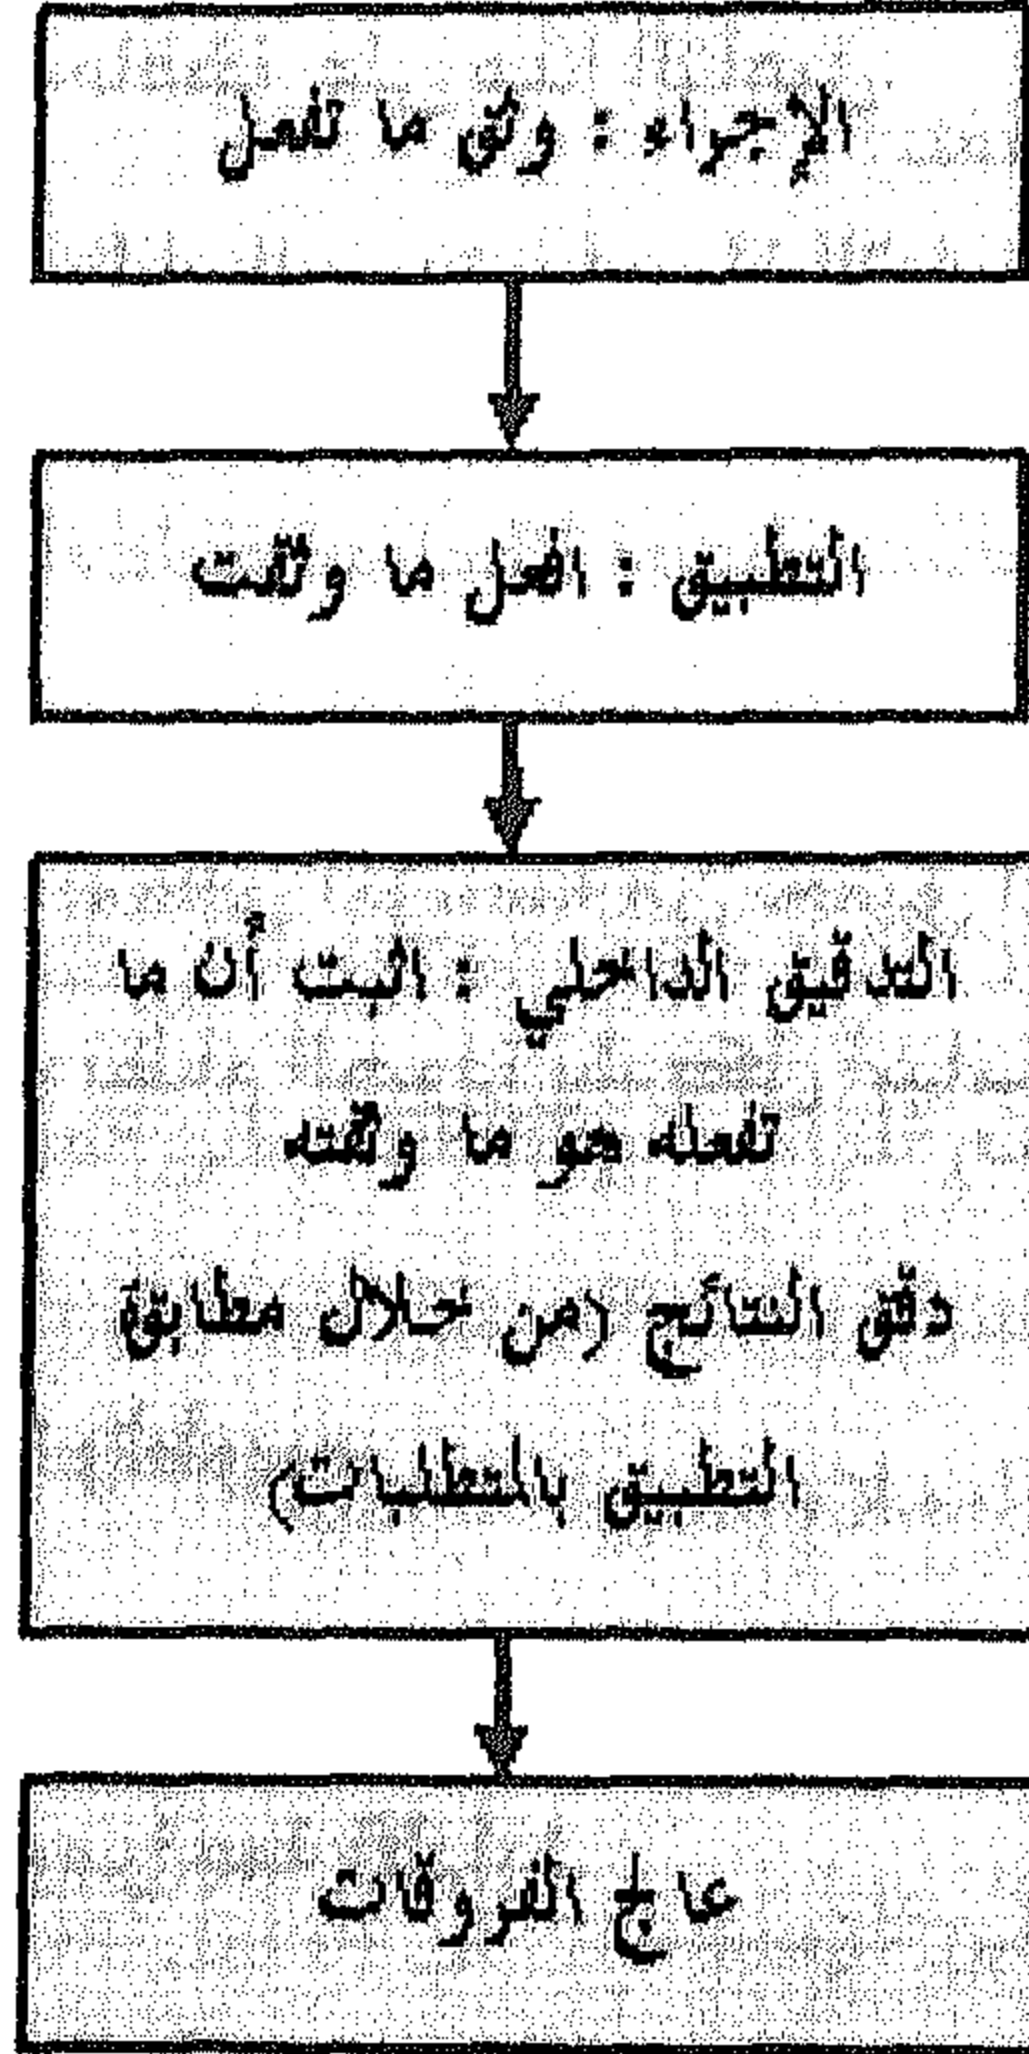 الإجراء : وثق ما تفعل
التطبيق : افعل ما وثقت
التدقيق الداخلي : اثبت أن ما
تفعله هو ما وثقته
دقق النتائج (من خلال مطابقة
التطبيق بالمتطلبات)
عالج الفروقات